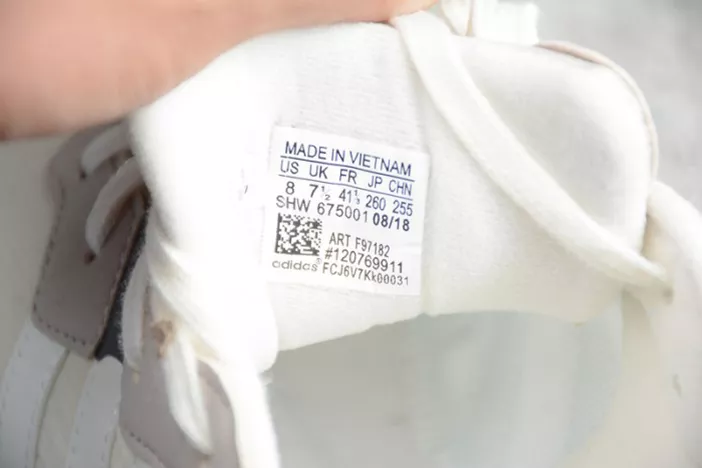 MADE IN VIETNAM
US UK FR JP CHN
8 7½ 41⅓ 260 255
SHW 675001 08/18
ART F97182
#120769911
adidas FCJ6V7Kk00031